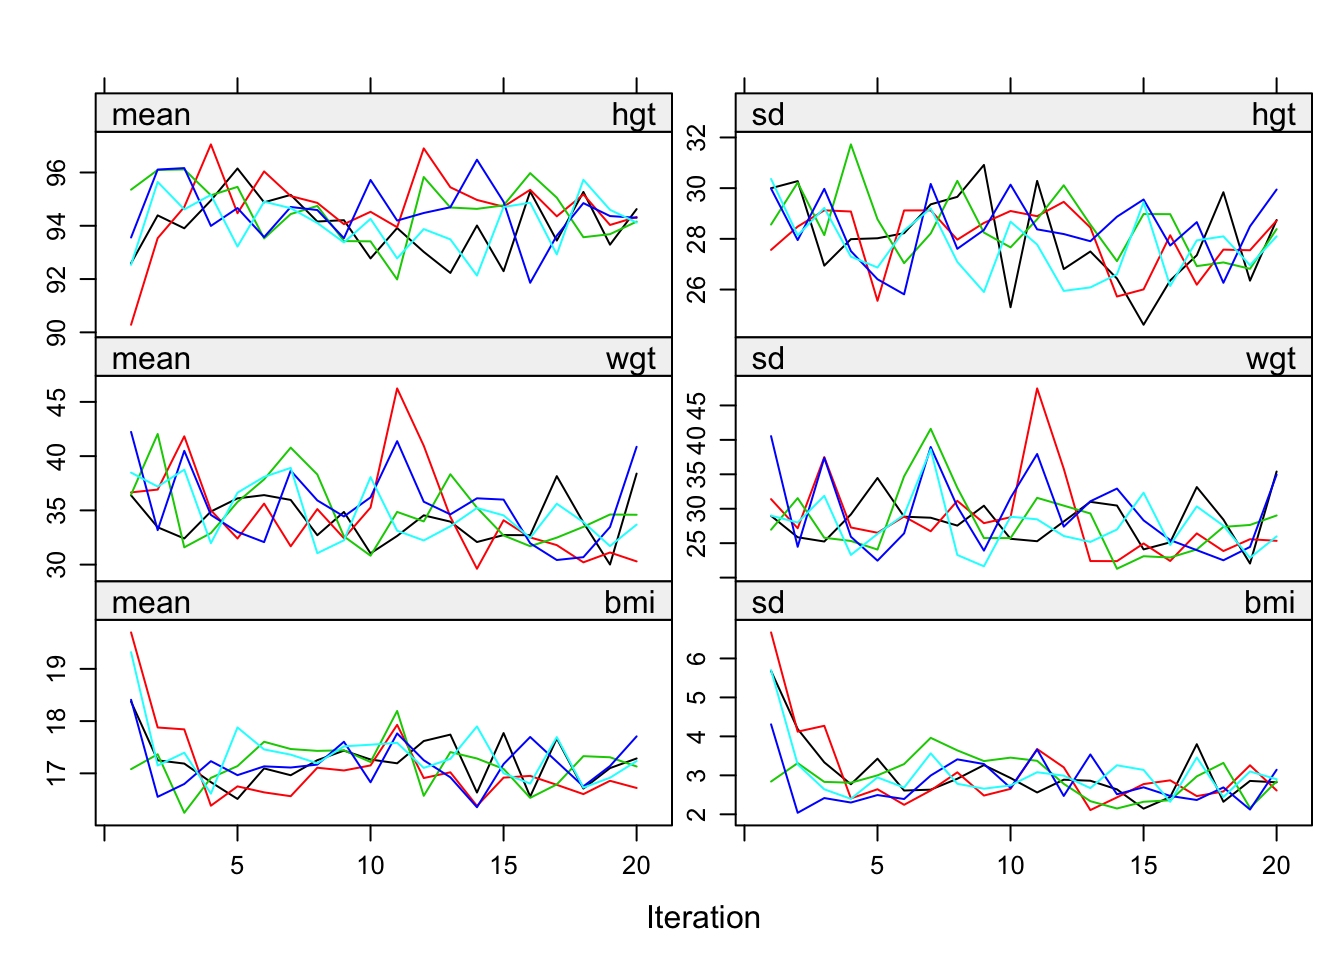 mean hgt
sd hgt
90 92 94 96
26 28 30 32
mean wgt
sd wgt
30 35 40 45
25 30 35 40 45
mean bmi
sd bmi
17 18 19
2 3 4 5 6
5 10 15 20
5 10 15 20
Iteration